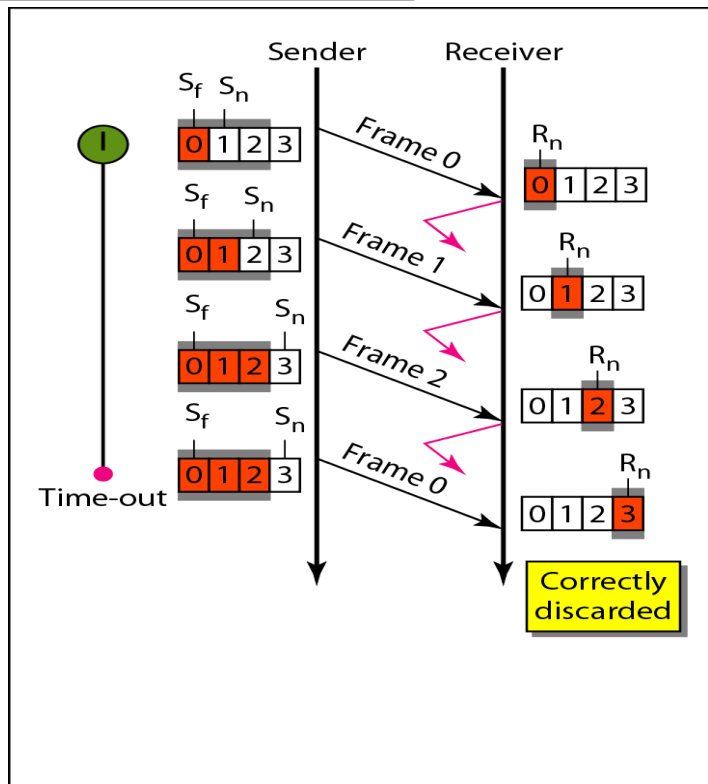 Sender Receiver
Sf Sn
I
0 1 2 3
Frame 0
Rn
0 1 2 3
Sf Sn
0 1 2 3
Frame 1
Rn
0 1 2 3
Sf Sn
0 1 2 3
Frame 2
Rn
0 1 2 3
Sf Sn
0 1 2 3
Frame 0
Rn
0 1 2 3
Time-out
Correctly
discarded